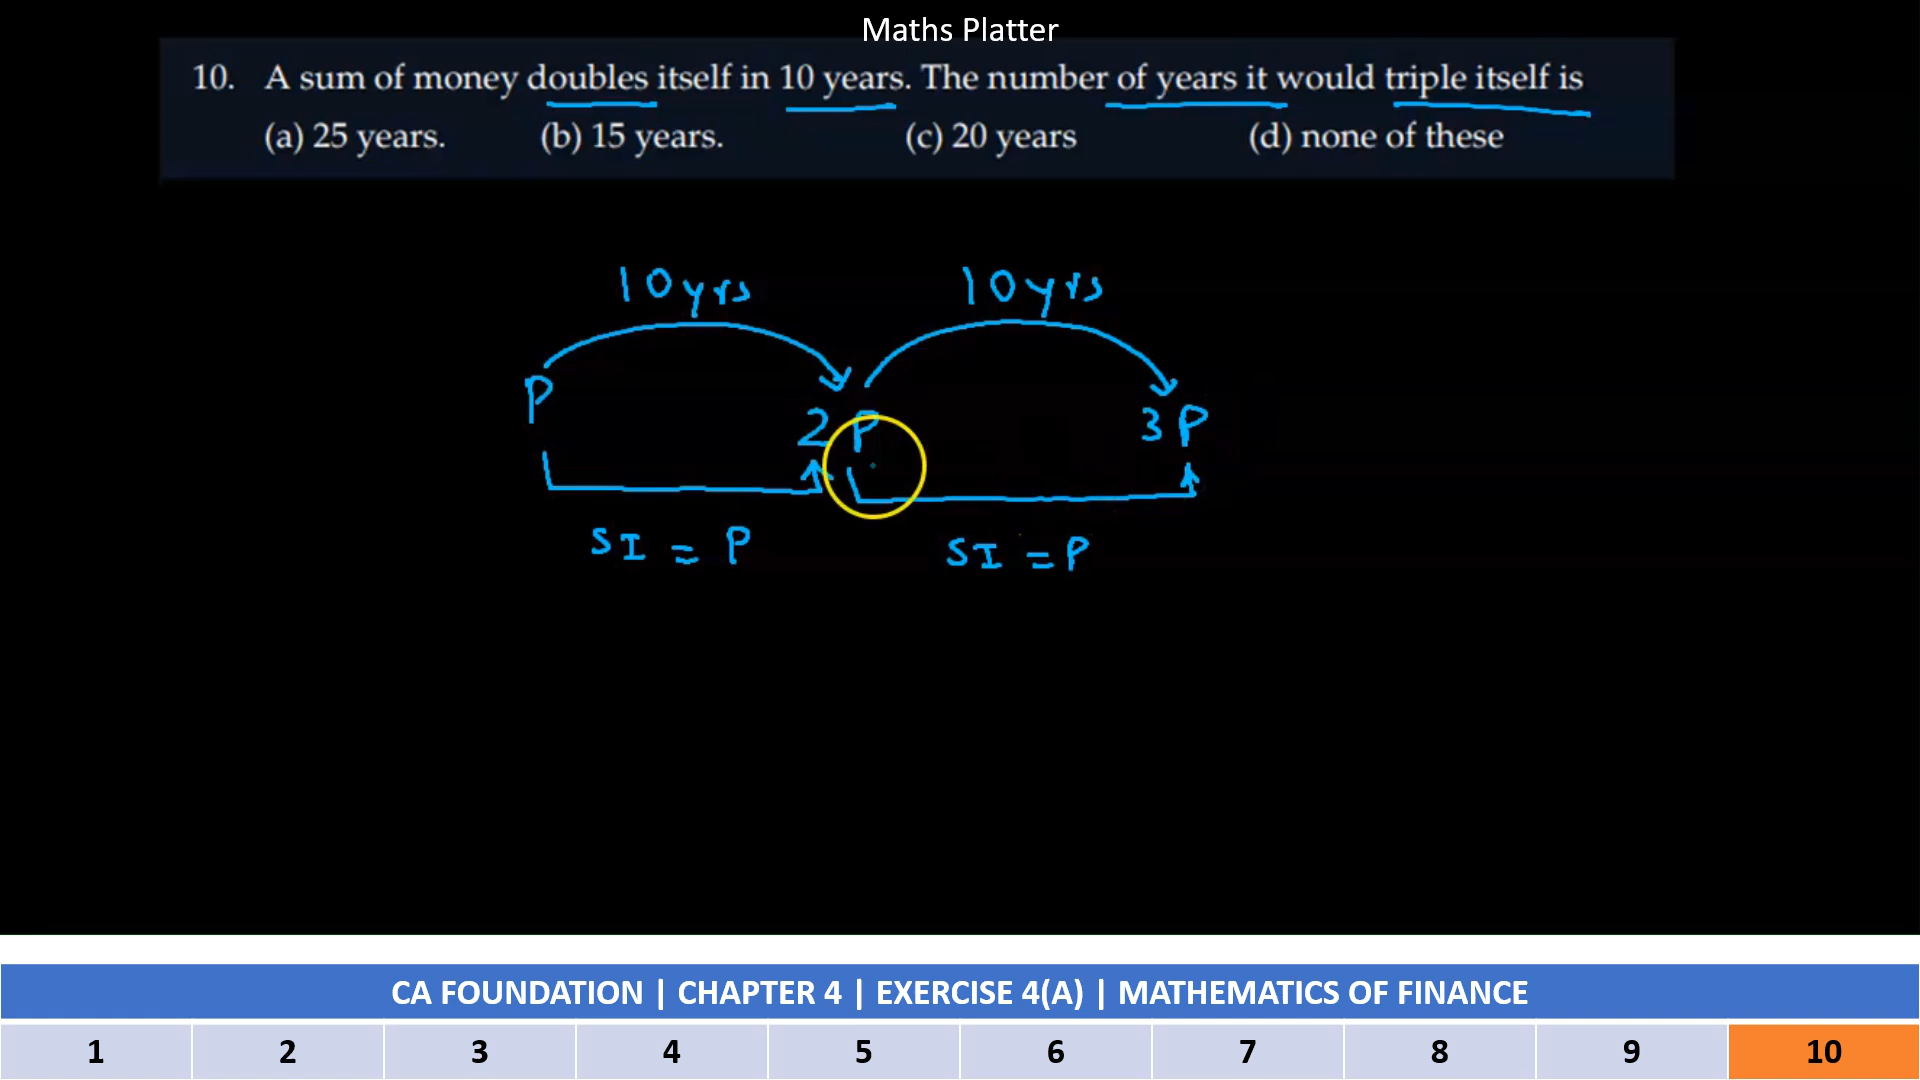 Maths Platter
10. A sum of money doubles itself in 10 years. The number of years it would triple itself is
(a) 25 years. (b) 15 years. (c) 20 years (d) none of these
10yrs 10yrs
P 2P 3P
SI = P SI = P
CA FOUNDATION | CHAPTER 4 | EXERCISE 4(A) | MATHEMATICS OF FINANCE
1 2 3 4 5 6 7 8 9 10